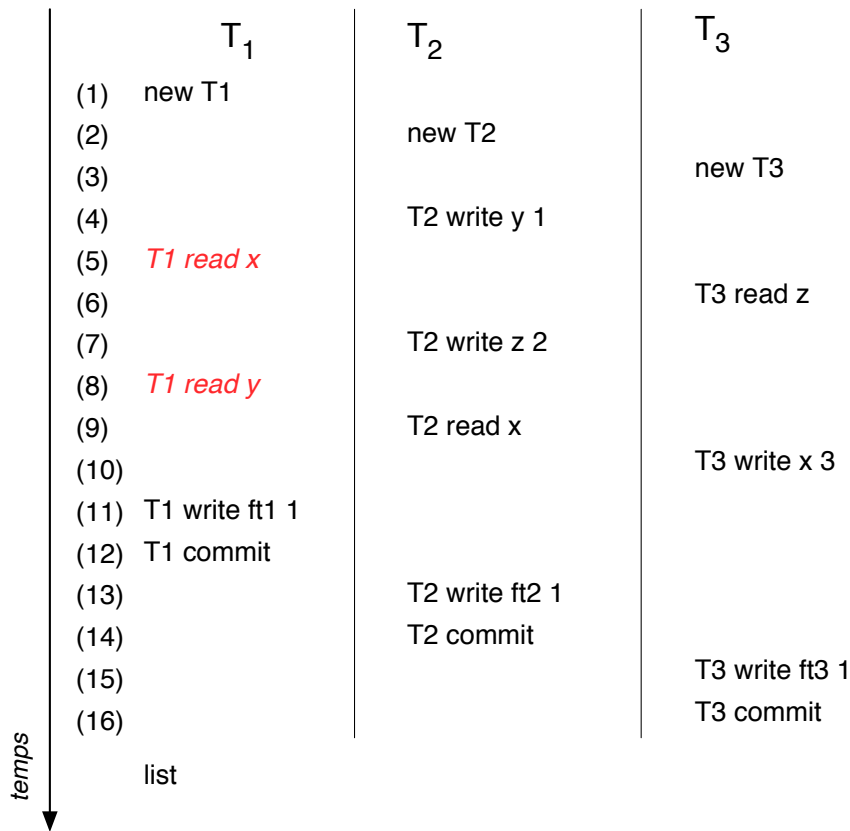 T1 T2 T3
(1) new T1
(2) new T2
(3) new T3
(4) T2 write y 1
(5) T1 read x
(6) T3 read z
(7) T2 write z 2
(8) T1 read y
(9) T2 read x
(10) T3 write x 3
(11) T1 write ft1 1
(12) T1 commit
(13) T2 write ft2 1
(14) T2 commit
(15) T3 write ft3 1
(16) T3 commit
list
temps